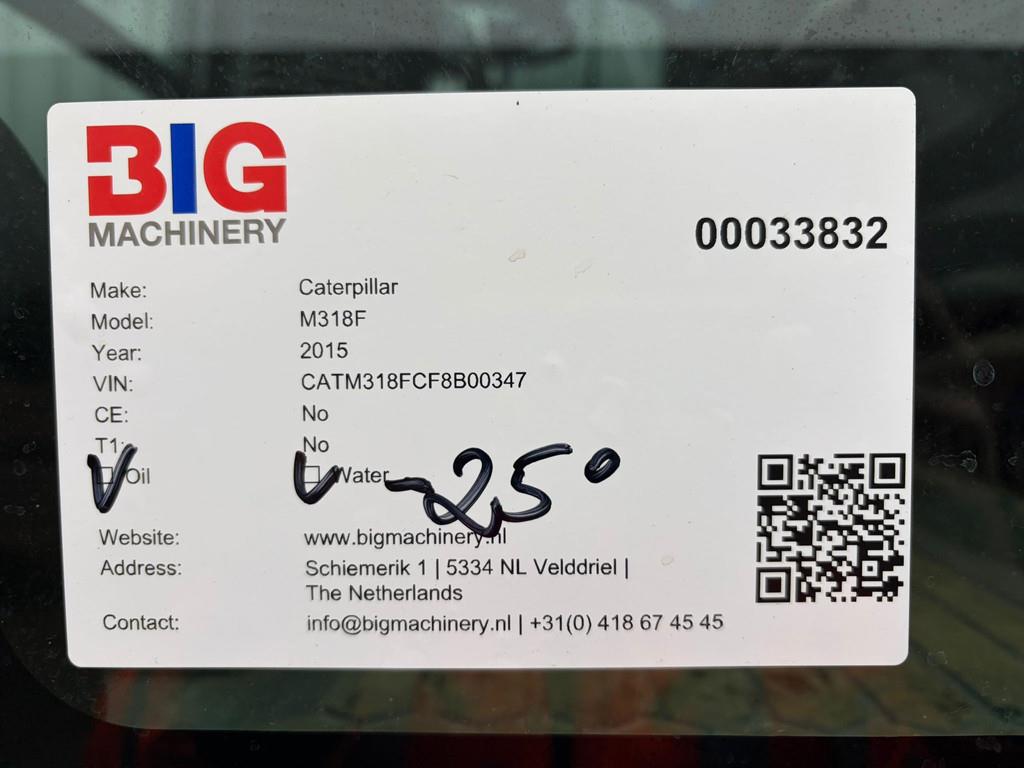 BIG
MACHINERY
00033832
Make: Caterpillar
Model: M318F
Year: 2015
VIN: CATM318FCF8B00347
CE: No
T1: No
V Oil V Water -25°
Website: www.bigmachinery.nl
Address: Schiemerik 1 | 5334 NL Velddriel |
The Netherlands
Contact: info@bigmachinery.nl | +31(0) 418 67 45 45